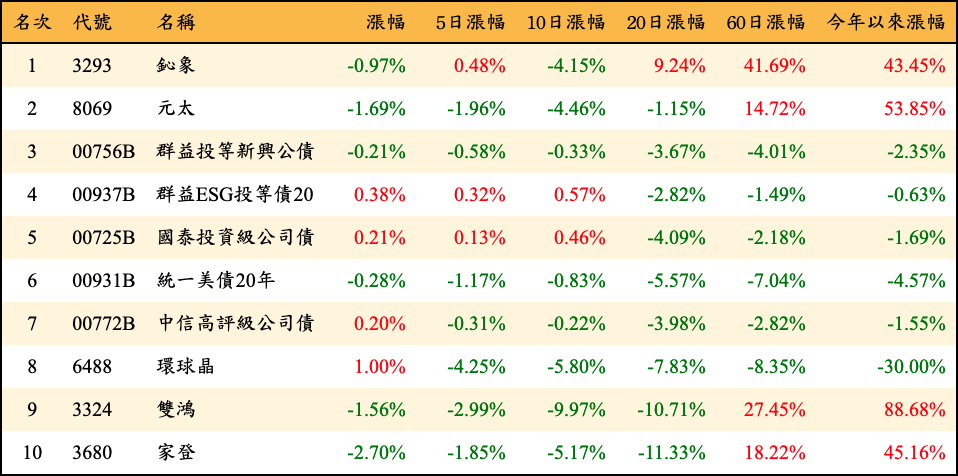 名次 代號 名稱 漲幅 5日漲幅 10日漲幅 20日漲幅 60日漲幅 今年以來漲幅
1 3293 鈊象 -0.97% 0.48% -4.15% 9.24% 41.69% 43.45%
2 8069 元太 -1.69% -1.96% -4.46% -1.15% 14.72% 53.85%
3 00756B 群益投等新興公債 -0.21% -0.58% -0.33% -3.67% -4.01% -2.35%
4 00937B 群益ESG投等債20 0.38% 0.32% 0.57% -2.82% -1.49% -0.63%
5 00725B 國泰投資級公司債 0.21% 0.13% 0.46% -4.09% -2.18% -1.69%
6 00931B 統一美債20年 -0.28% -1.17% -0.83% -5.57% -7.04% -4.57%
7 00772B 中信高評級公司債 0.20% -0.31% -0.22% -3.98% -2.82% -1.55%
8 6488 環球晶 1.00% -4.25% -5.80% -7.83% -8.35% -30.00%
9 3324 雙鴻 -1.56% -2.99% -9.97% -10.71% 27.45% 88.68%
10 3680 家登 -2.70% -1.85% -5.17% -11.33% 18.22% 45.16%